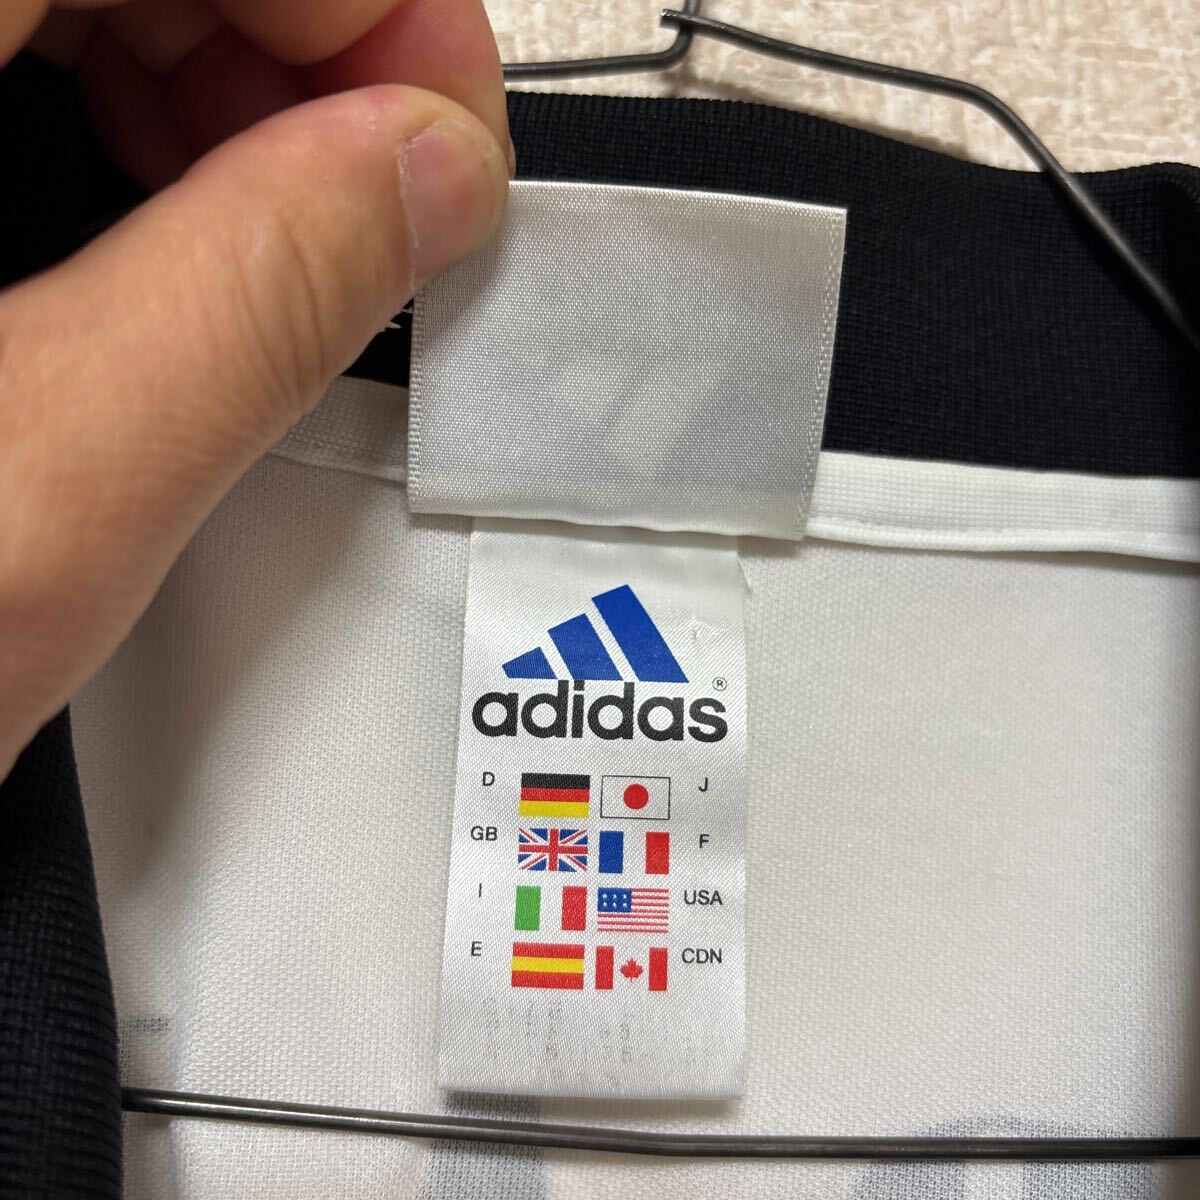 adidas®
D J
GB F
I USA
E CDN